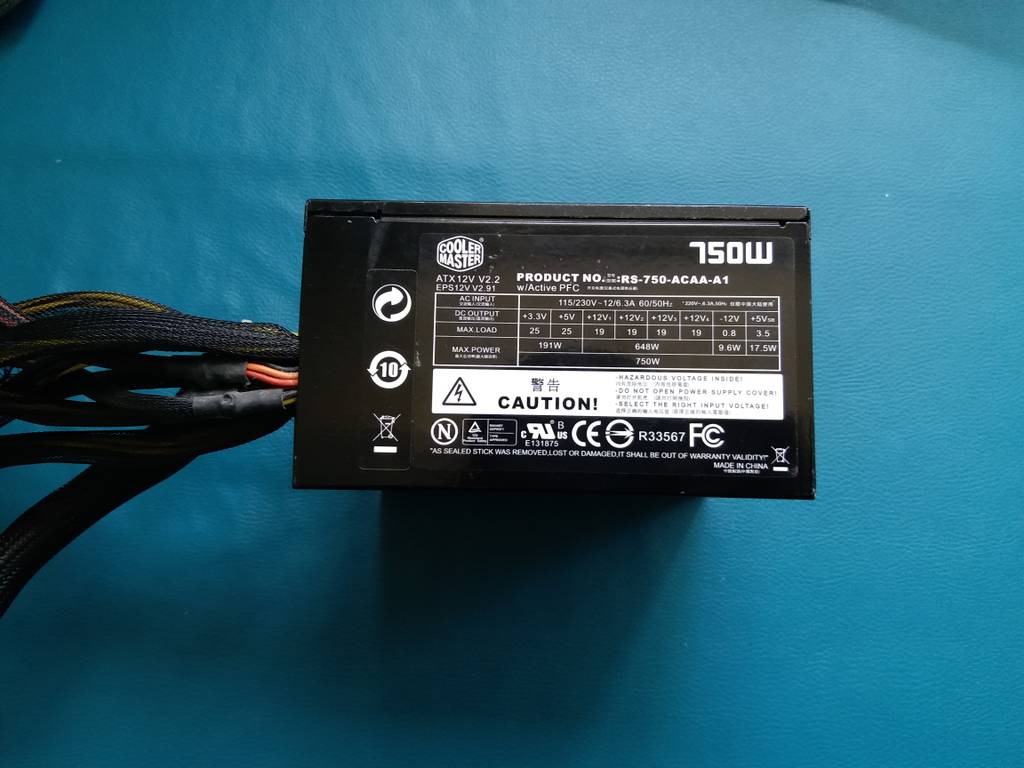 COOLER
MASTER
750W
ATX12V V2.2
EPS12V V2.91
PRODUCT NO. RS-750-ACAA-A1
w/Active PFC
AC INPUT 115/230V~12/6.3A 60/50Hz
DC OUTPUT +3.3V +5V +12V1 +12V2 +12V3 +12V4 -12V +5VSB
MAX.LOAD 25 25 19 19 19 19 0.8 3.5
MAX.POWER 191W 648W 9.6W 17.5W
750W
警告
CAUTION!
·HAZARDOUS VOLTAGE INSIDE!
·DO NOT OPEN POWER SUPPLY COVER!
·SELECT THE RIGHT INPUT VOLTAGE!
10
N
c RU US
E131875
B
CE
R33567
FC
"AS SEALED STICK WAS REMOVED,LOST OR DAMAGED,IT SHALL BE OUT OF WARRANTY VALIDITY!"
MADE IN CHINA